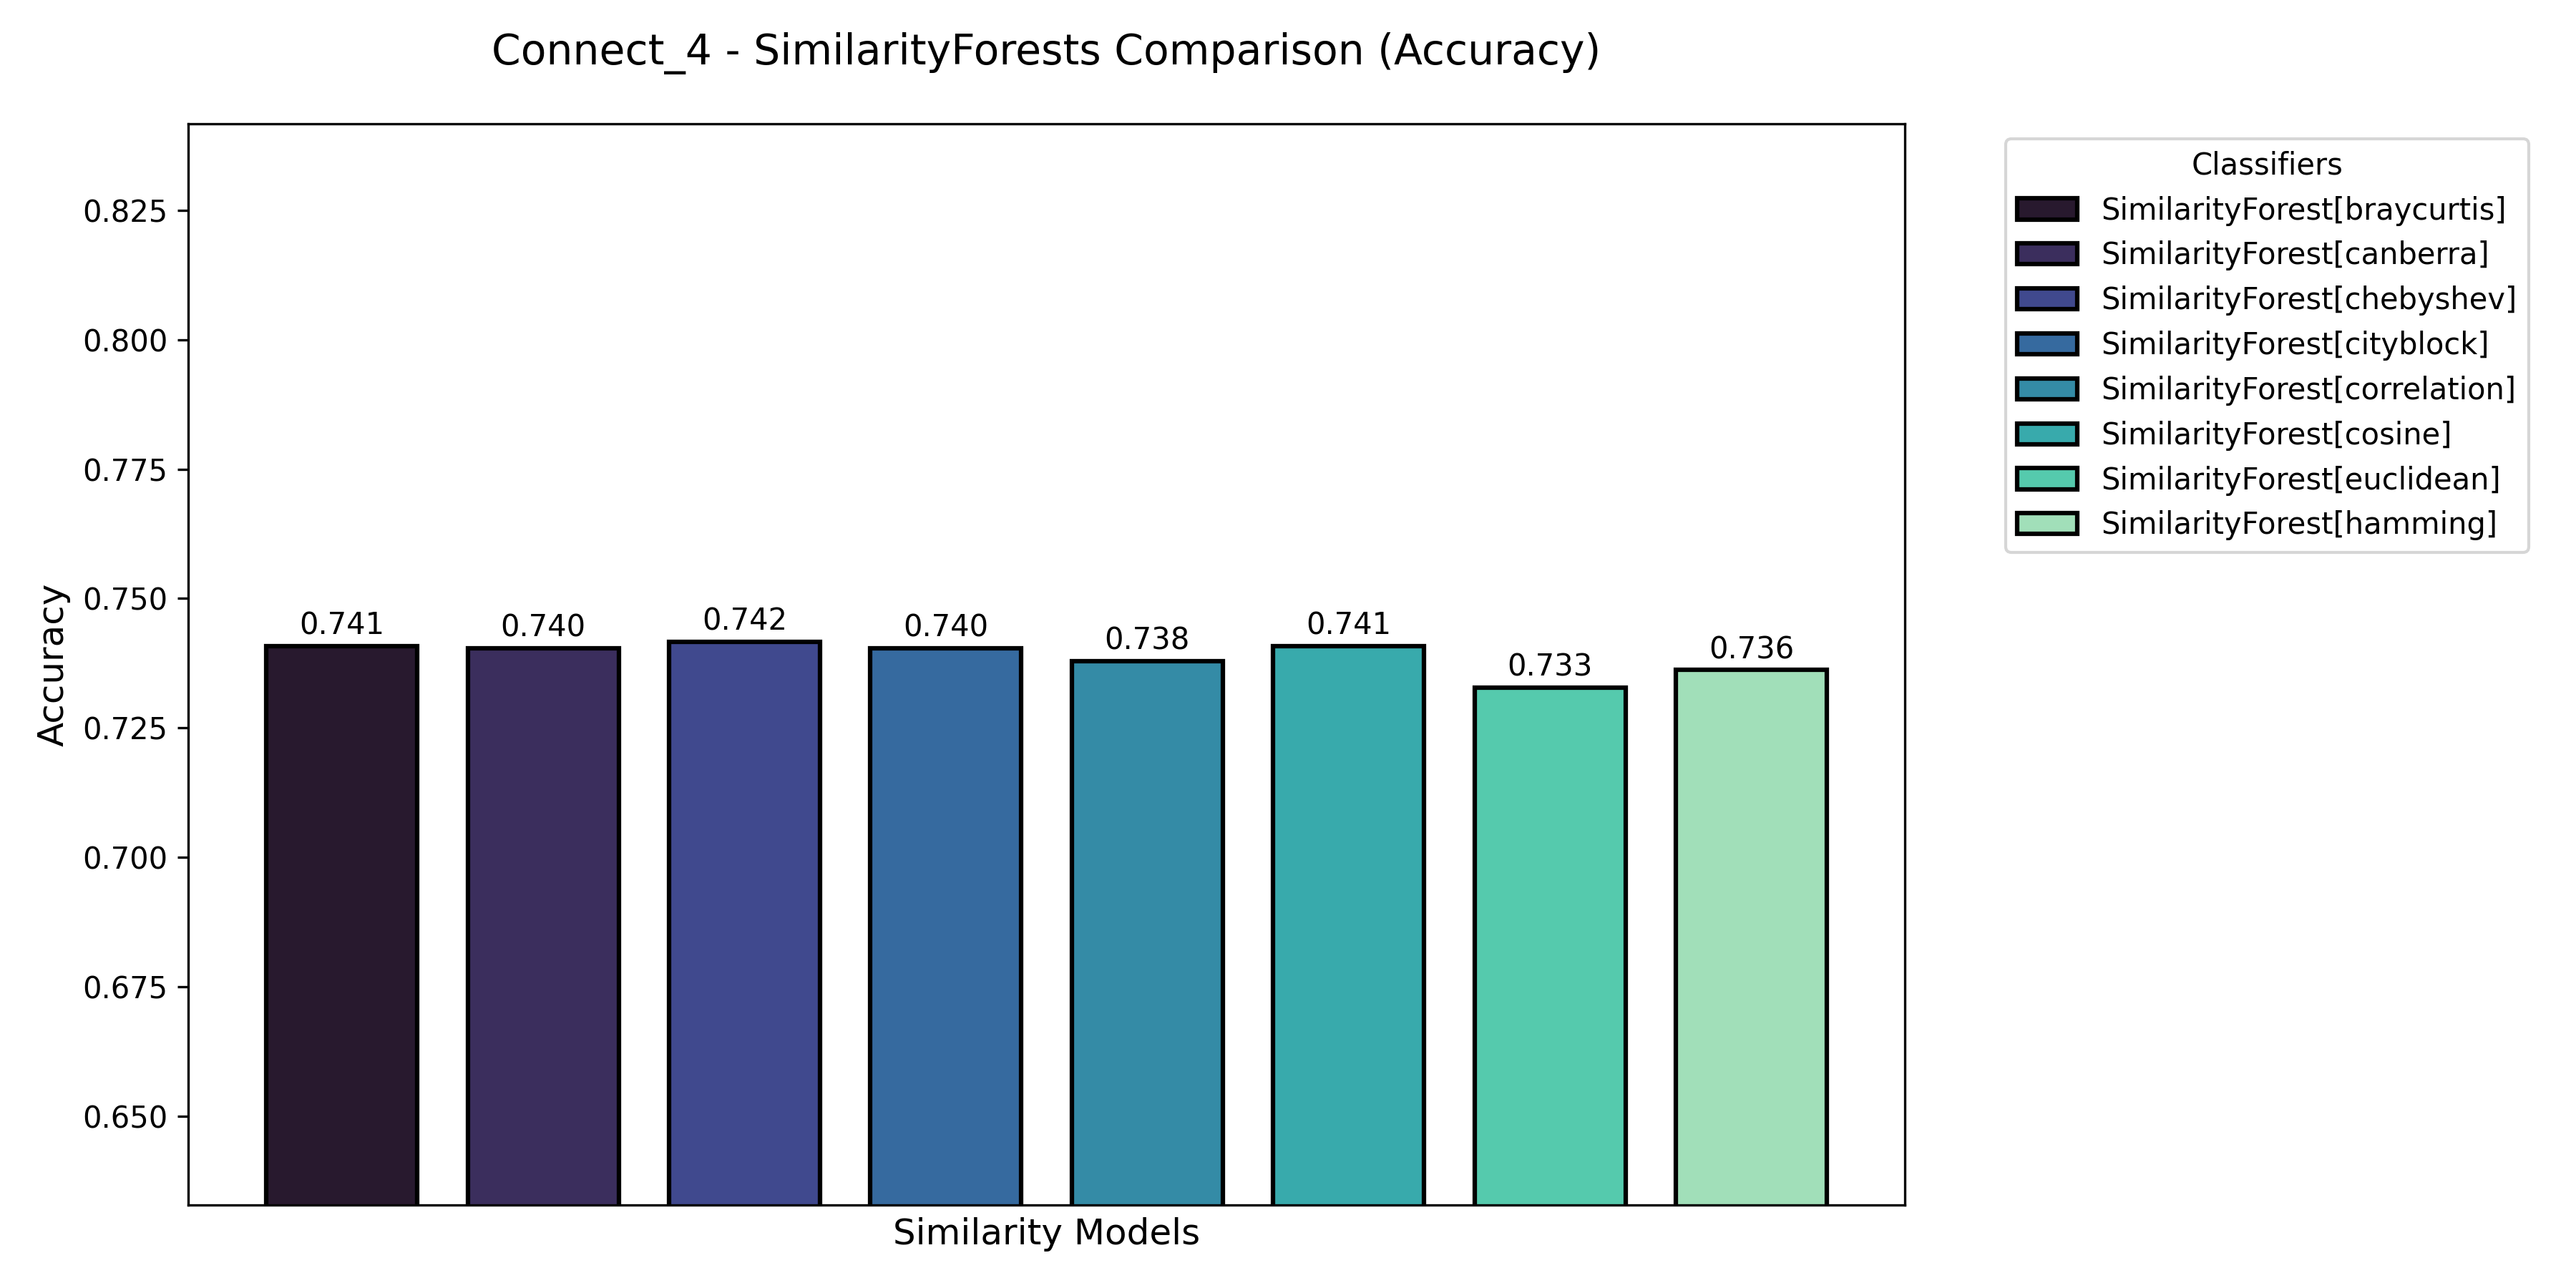 Connect_4 - SimilarityForests Comparison (Accuracy)
Accuracy
0.825
0.800
0.775
0.750
0.725
0.700
0.675
0.650
0.741
0.740
0.742
0.740
0.738
0.741
0.733
0.736
Similarity Models
Classifiers
SimilarityForest[braycurtis]
SimilarityForest[canberra]
SimilarityForest[chebyshev]
SimilarityForest[cityblock]
SimilarityForest[correlation]
SimilarityForest[cosine]
SimilarityForest[euclidean]
SimilarityForest[hamming]